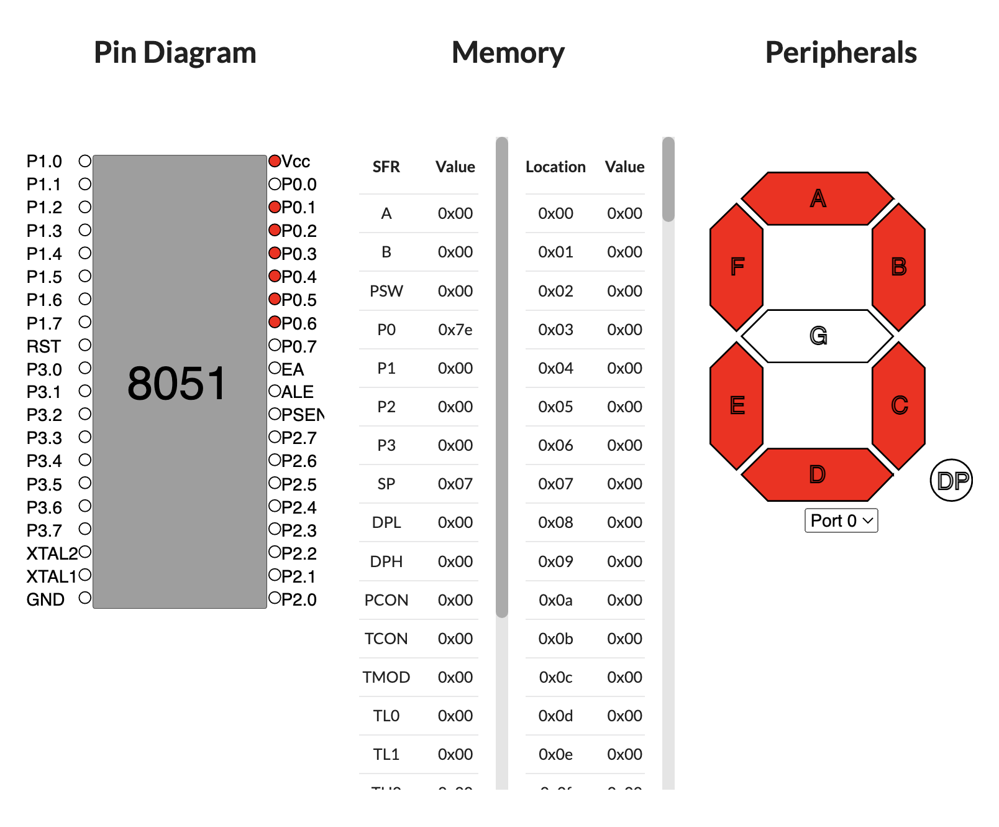 Pin Diagram
Memory
Peripherals
P1.0
P1.1
P1.2
P1.3
P1.4
P1.5
P1.6
P1.7
RST
P3.0
P3.1
P3.2
P3.3
P3.4
P3.5
P3.6
P3.7
XTAL2
XTAL1
GND
8051
Vcc
P0.0
P0.1
P0.2
P0.3
P0.4
P0.5
P0.6
P0.7
EA
ALE
PSEN
P2.7
P2.6
P2.5
P2.4
P2.3
P2.2
P2.1
P2.0
SFR Value
A 0x00
B 0x00
PSW 0x00
P0 0x7e
P1 0x00
P2 0x00
P3 0x00
SP 0x07
DPL 0x00
DPH 0x00
PCON 0x00
TCON 0x00
TMOD 0x00
TL0 0x00
TL1 0x00
Location Value
0x00 0x00
0x01 0x00
0x02 0x00
0x03 0x00
0x04 0x00
0x05 0x00
0x06 0x00
0x07 0x00
0x08 0x00
0x09 0x00
0x0a 0x00
0x0b 0x00
0x0c 0x00
0x0d 0x00
0x0e 0x00
A
F
B
G
E
C
D
DP
Port 0